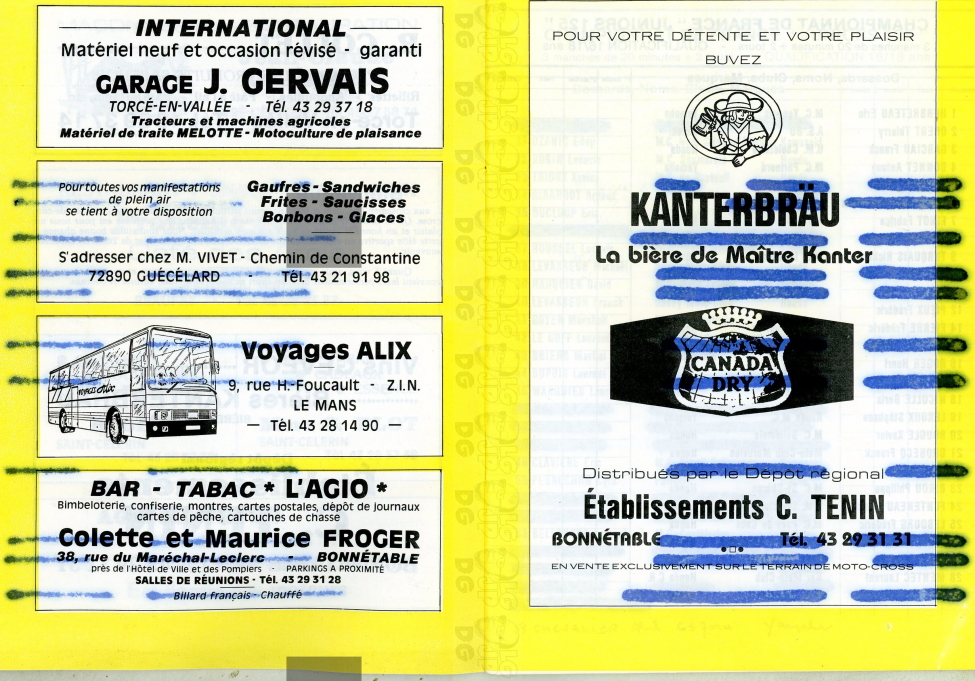 INTERNATIONAL
Matériel neuf et occasion révisé - garanti
GARAGE J. GERVAIS
TORCÉ-EN-VALLÉE - Tél. 43 29 37 18
Tracteurs et machines agricoles
Matériel de traite MELOTTE - Motoculture de plaisance
Pour toutes vos manifestations
de plein air
se tient à votre disposition
Gaufres - Sandwiches
Frites - Saucisses
Bonbons - Glaces
S'adresser chez M. VIVET - Chemin de Constantine
72890 GUÉCÉLARD - Tél. 43 21 91 98
VOYAGES Alix
Voyages ALIX
9, rue H.-Foucault - Z.I.N.
LE MANS
— Tél. 43 28 14 90 —
BAR - TABAC * L'AGIO *
Bimbeloterie, confiserie, montres, cartes postales, dépôt de journaux
cartes de pêche, cartouches de chasse
Colette et Maurice FROGER
38, rue du Maréchal-Leclerc - BONNÉTABLE
près de l'Hôtel de Ville et des Pompiers - PARKINGS A PROXIMITÉ
SALLES DE RÉUNIONS - Tél. 43 29 31 28
Billard français - Chauffé
POUR VOTRE DÉTENTE ET VOTRE PLAISIR
BUVEZ
KANTERBRÄU
La bière de Maître Kanter
CANADA
DRY
Distribués par le Dépôt régional
Établissements C. TENIN
BONNÉTABLE Tél. 43 29 31 31
EN VENTE EXCLUSIVEMENT SUR LE TERRAIN DE MOTO-CROSS